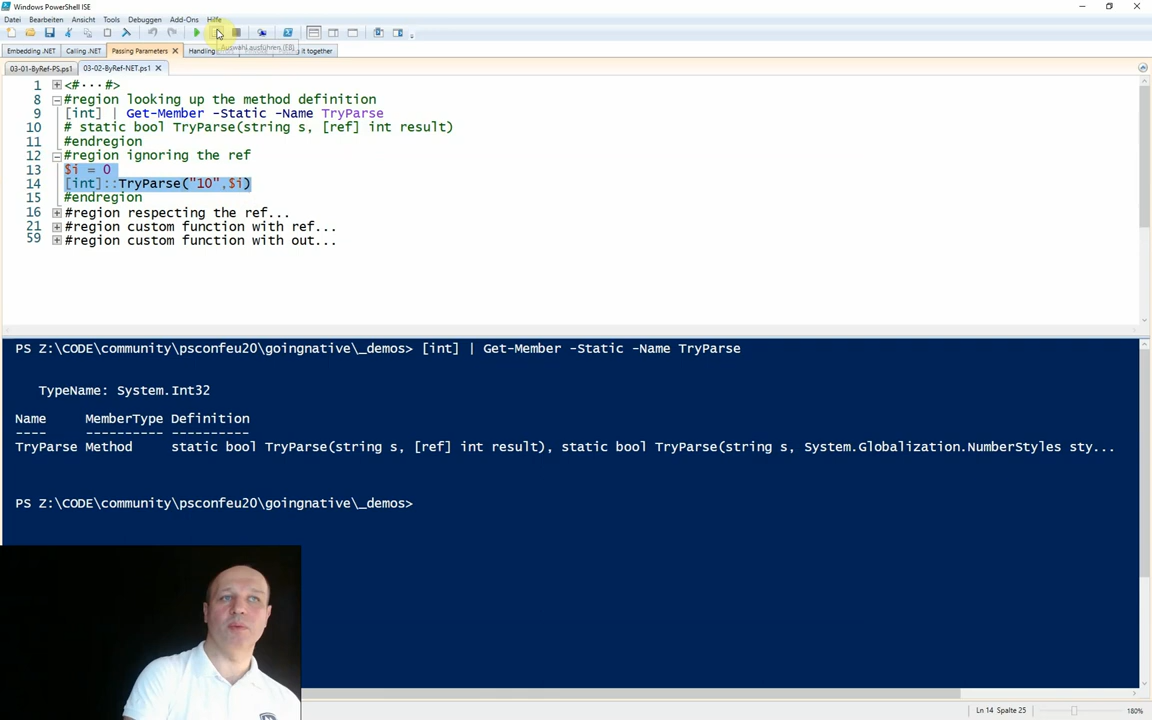 Windows PowerShell ISE
Datei Bearbeiten Ansicht Tools Debuggen Add-Ons Hilfe
Auswahl ausführen (F8)
Embedding .NET Calling .NET Passing Parameters Handling it together
03-01-ByRef-PS.ps1 03-02-ByRef-NET.ps1
1 <#···#>
8 #region looking up the method definition
9 [int] | Get-Member -Static -Name TryParse
10 # static bool TryParse(string s, [ref] int result)
11 #endregion
12 #region ignoring the ref
13 $i = 0
14 [int]::TryParse("10",$i)
15 #endregion
16 #region respecting the ref...
21 #region custom function with ref...
59 #region custom function with out...
PS Z:\CODE\community\psconfeu20\goingnative\_demos> [int] | Get-Member -Static -Name TryParse
TypeName: System.Int32
Name MemberType Definition
---- ---------- ----------
TryParse Method static bool TryParse(string s, [ref] int result), static bool TryParse(string s, System.Globalization.NumberStyles sty...
PS Z:\CODE\community\psconfeu20\goingnative\_demos>
Ln 14 Spalte 25 180%